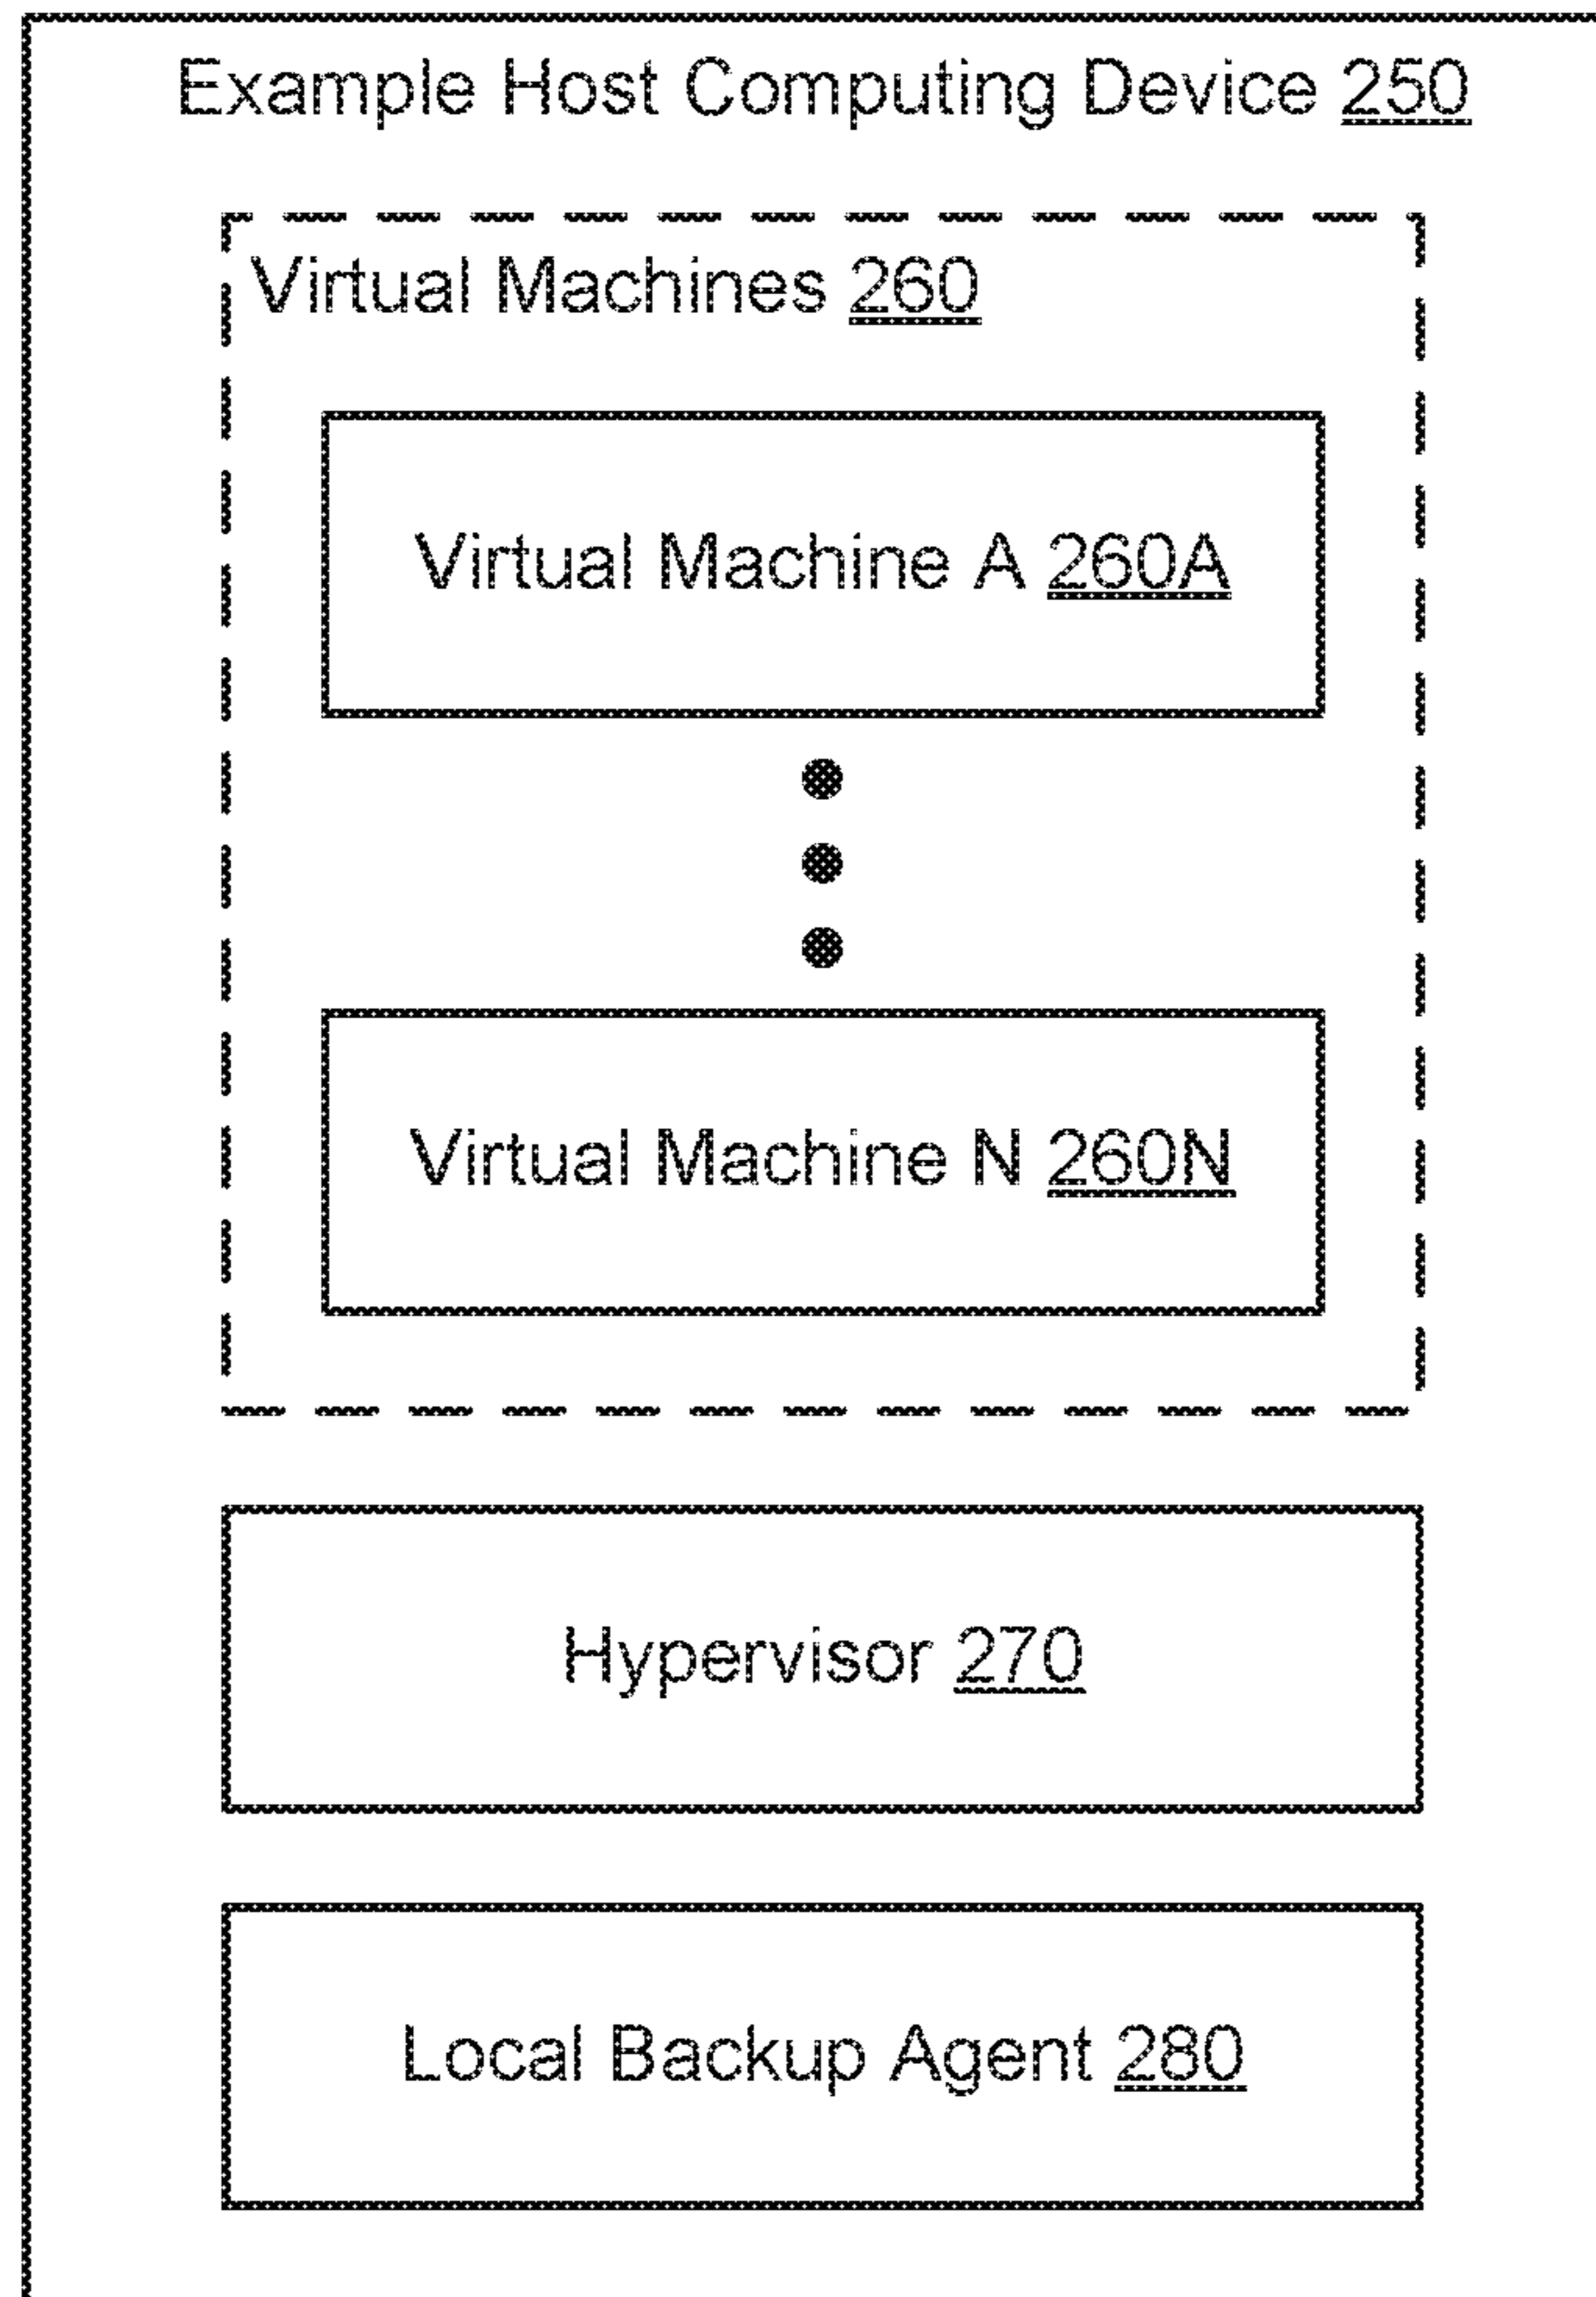 Example Host Computing Device 250
Virtual Machines 260
Virtual Machine A 260A
Virtual Machine N 260N
Hypervisor 270
Local Backup Agent 280